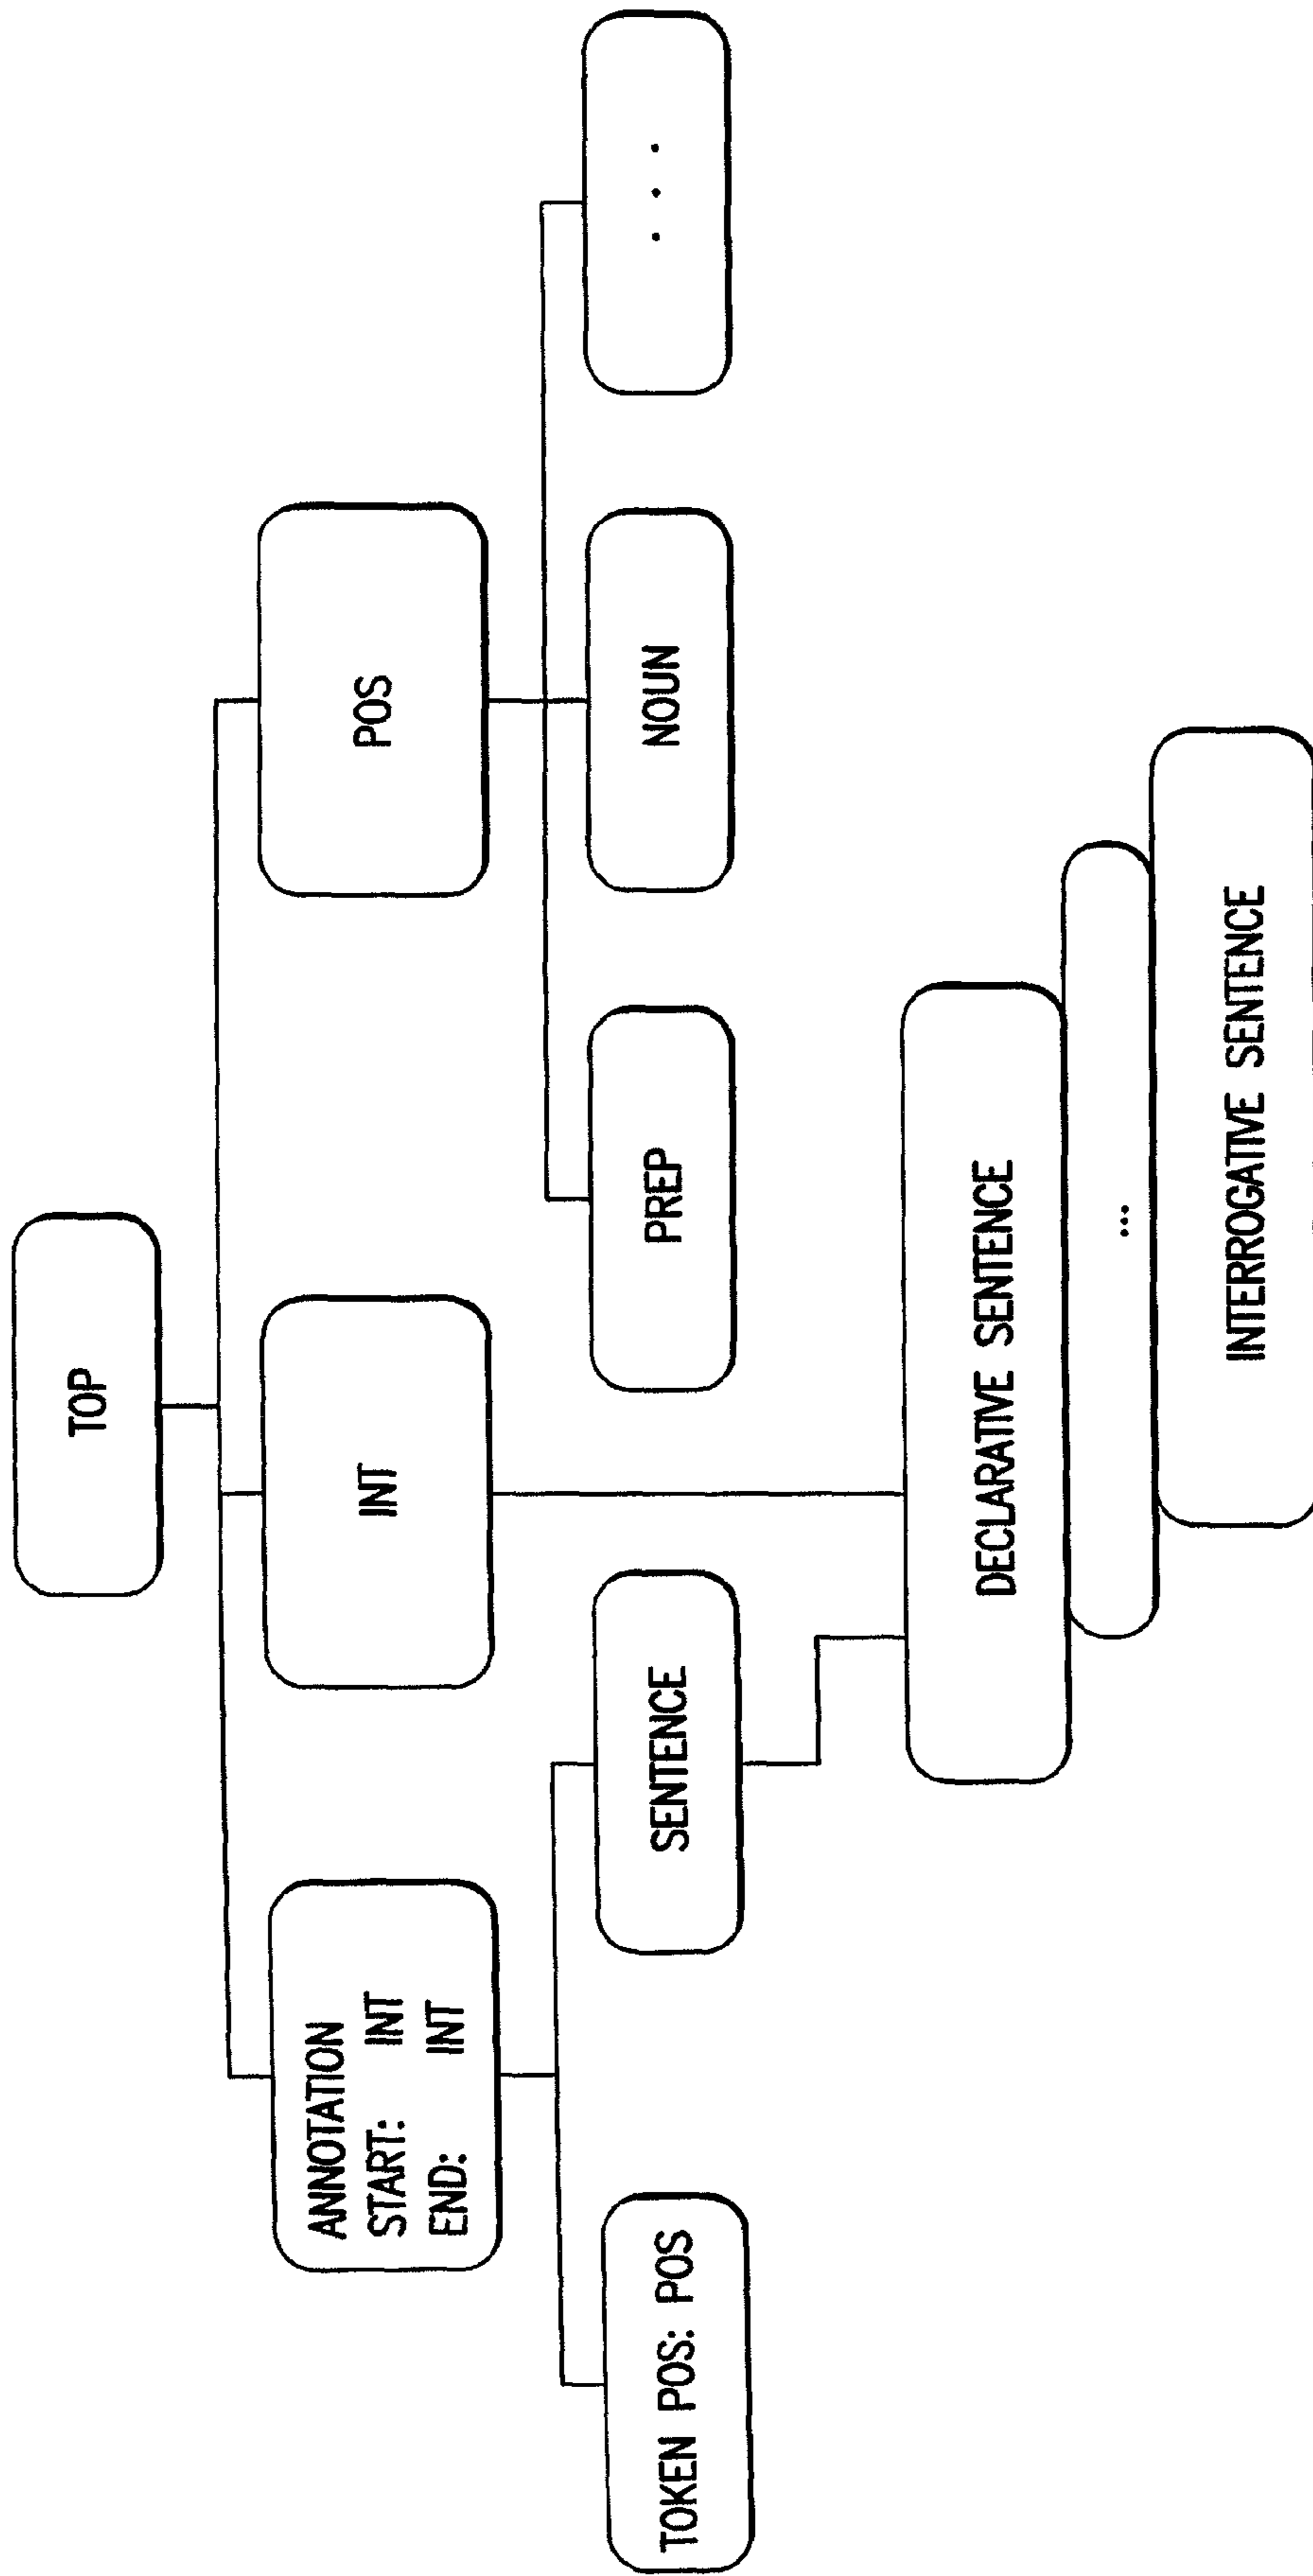 TOP
ANNOTATION
START: INT
END: INT
INT
POS
TOKEN POS: POS
SENTENCE
PREP
NOUN
. . .
DECLARATIVE SENTENCE
...
INTERROGATIVE SENTENCE